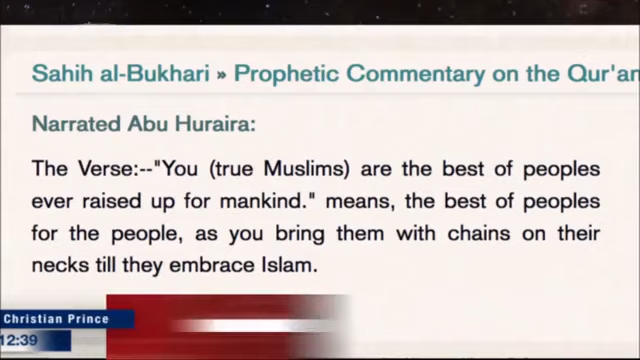 Sahih al-Bukhari » Prophetic Commentary on the Qur'an
Narrated Abu Huraira:
The Verse:--"You (true Muslims) are the best of peoples
ever raised up for mankind." means, the best of peoples
for the people, as you bring them with chains on their
necks till they embrace Islam.
Christian Prince
12:39